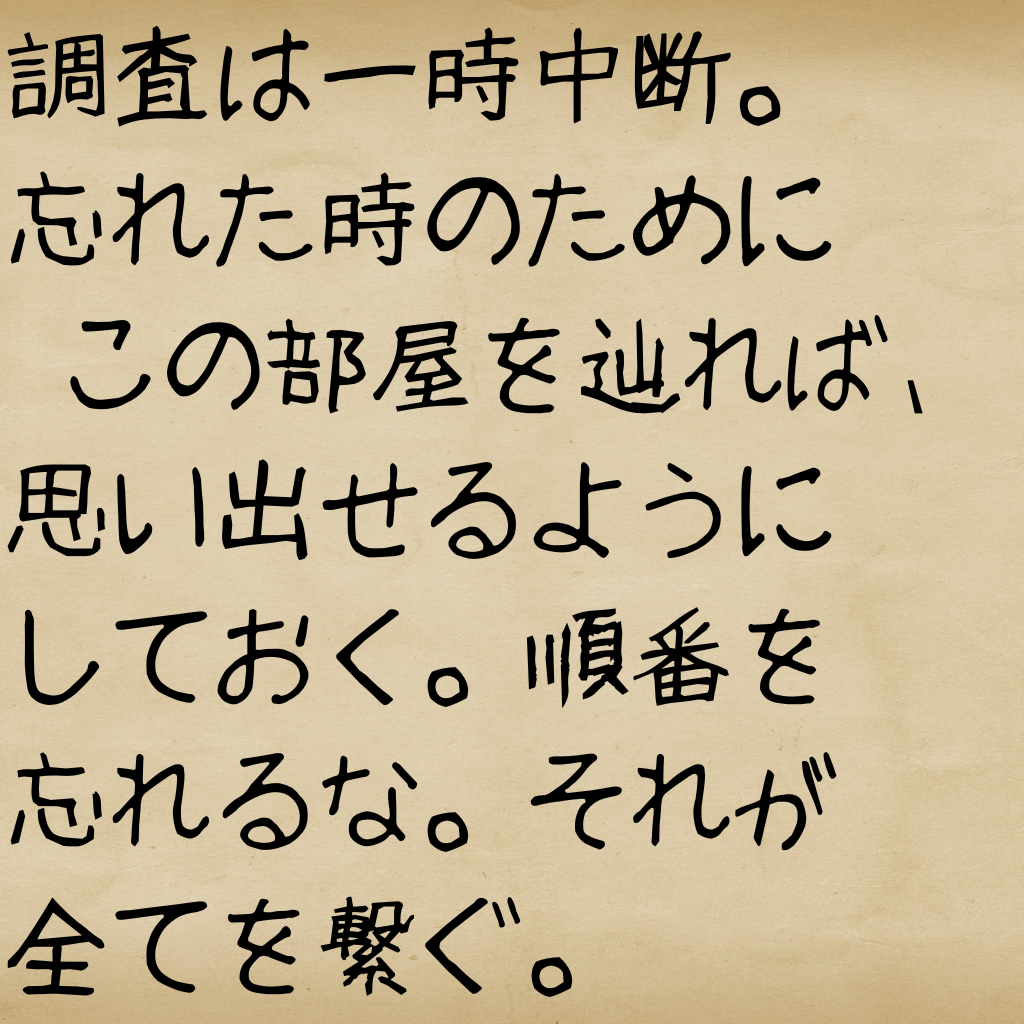 調査は一時中断。
忘れた時のために
この部屋を辿れば、
思い出せるように
しておく。順番を
忘れるな。それが
全てを繋ぐ。